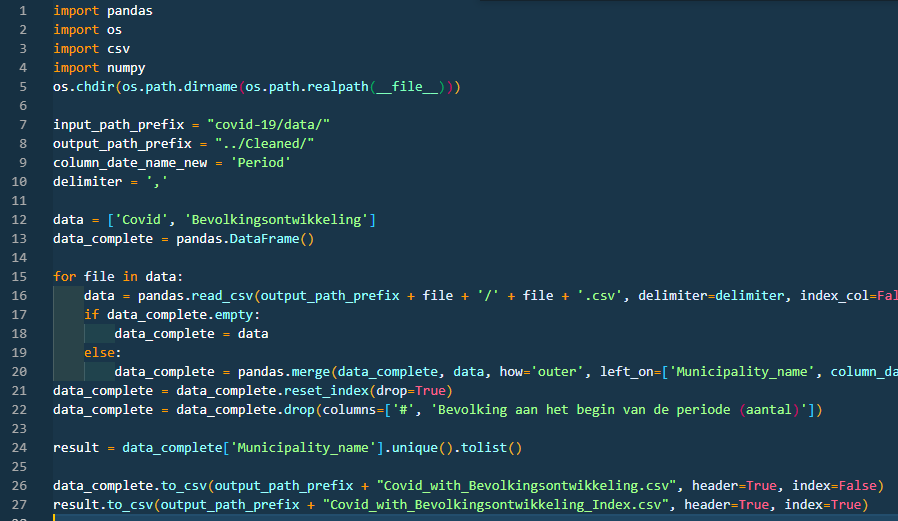 1 import pandas
2 import os
3 import csv
4 import numpy
5 os.chdir(os.path.dirname(os.path.realpath(__file__)))
6
7 input_path_prefix = "covid-19/data/"
8 output_path_prefix = "../Cleaned/"
9 column_date_name_new = 'Period'
10 delimiter = ','
11
12 data = ['Covid', 'Bevolkingsontwikkeling']
13 data_complete = pandas.DataFrame()
14
15 for file in data:
16     data = pandas.read_csv(output_path_prefix + file + '/' + file + '.csv', delimiter=delimiter, index_col=Fal
17     if data_complete.empty:
18         data_complete = data
19     else:
20         data_complete = pandas.merge(data_complete, data, how='outer', left_on=['Municipality_name', column_da
21 data_complete = data_complete.reset_index(drop=True)
22 data_complete = data_complete.drop(columns=['#', 'Bevolking aan het begin van de periode (aantal)'])
23
24 result = data_complete['Municipality_name'].unique().tolist()
25
26 data_complete.to_csv(output_path_prefix + "Covid_with_Bevolkingsontwikkeling.csv", header=True, index=False)
27 result.to_csv(output_path_prefix + "Covid_with_Bevolkingsontwikkeling_Index.csv", header=True, index=True)
28